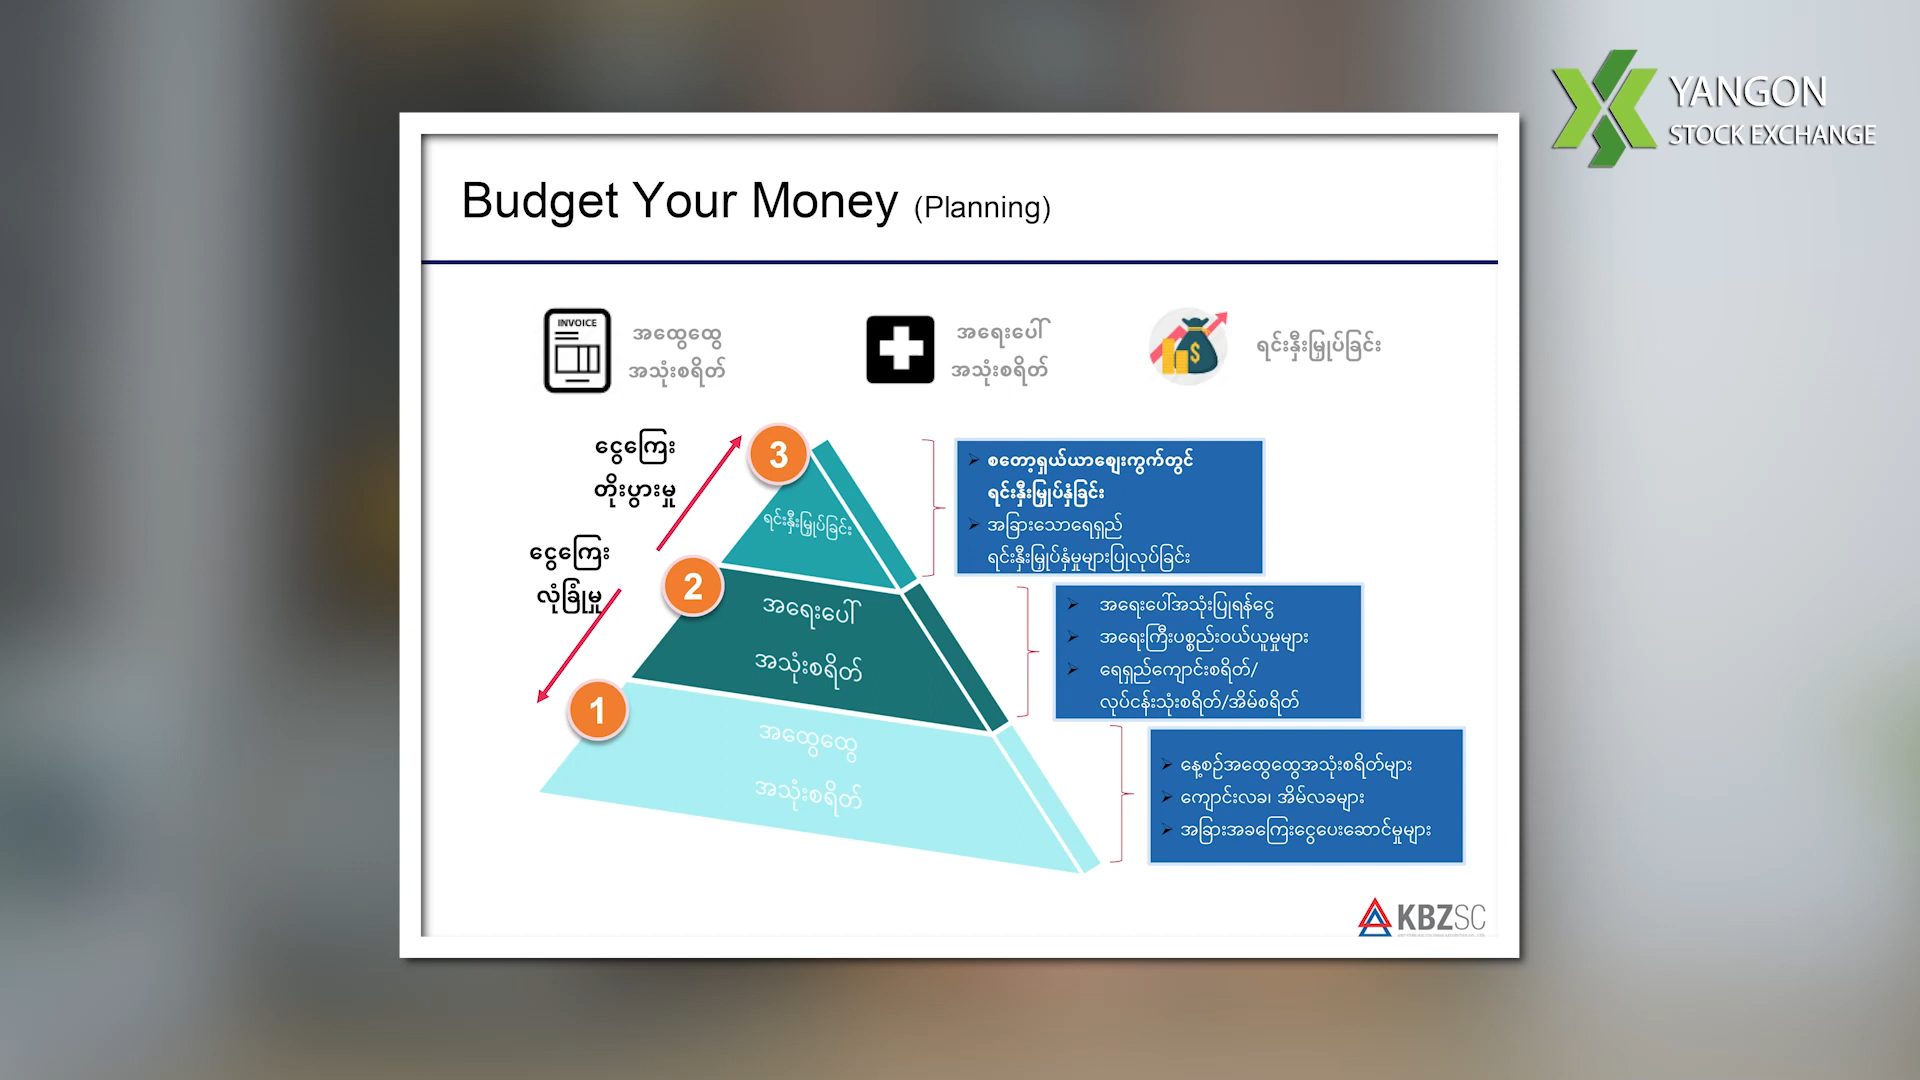 YANGON
STOCK EXCHANGE
Budget Your Money (Planning)
INVOICE
အထွေထွေ
အသုံးစရိတ်
အရေးပေါ်
အသုံးစရိတ်
$
ရင်းနှီးမြှုပ်ခြင်း
ငွေကြေး
တိုးပွားမှု
ငွေကြေး
လုံခြုံမှု
3
ရင်းနှီးမြှုပ်ခြင်း
2
အရေးပေါ်
အသုံးစရိတ်
1
အထွေထွေ
အသုံးစရိတ်
စတော့ရှယ်ယာဈေးကွက်တွင်
ရင်းနှီးမြှုပ်နှံခြင်း
အခြားသောရေရှည်
ရင်းနှီးမြှုပ်နှံမှုများပြုလုပ်ခြင်း
အရေးပေါ်အသုံးပြုရန်ငွေ
အရေးကြီးပစ္စည်းဝယ်ယူမှုများ
ရေရှည်ကျောင်းစရိတ်/
လုပ်ငန်းသုံးစရိတ်/အိမ်စရိတ်
နေ့စဉ်အထွေထွေအသုံးစရိတ်များ
ကျောင်းလခ၊ အိမ်လခများ
အခြားအခကြေးငွေပေးဆောင်မှုများ
KBZSC